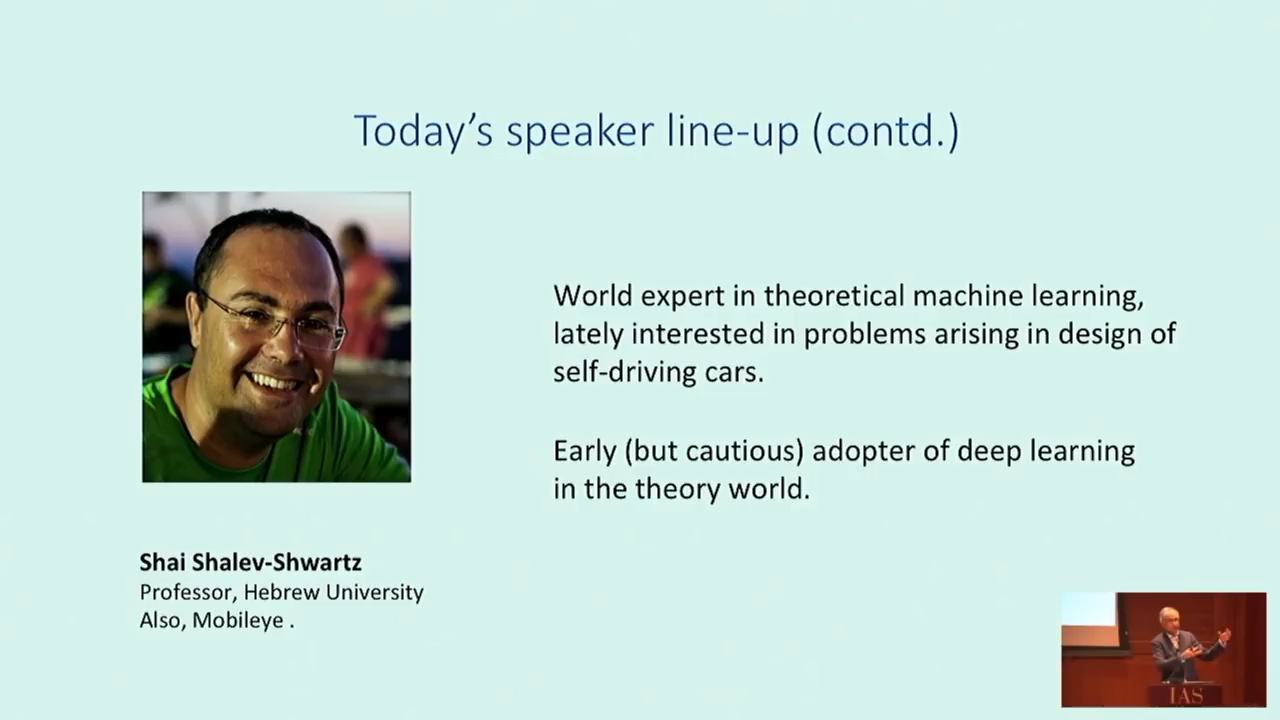 Today's speaker line-up (contd.)
World expert in theoretical machine learning,
lately interested in problems arising in design of
self-driving cars.
Early (but cautious) adopter of deep learning
in the theory world.
Shai Shalev-Shwartz
Professor, Hebrew University
Also, Mobileye .
IAS